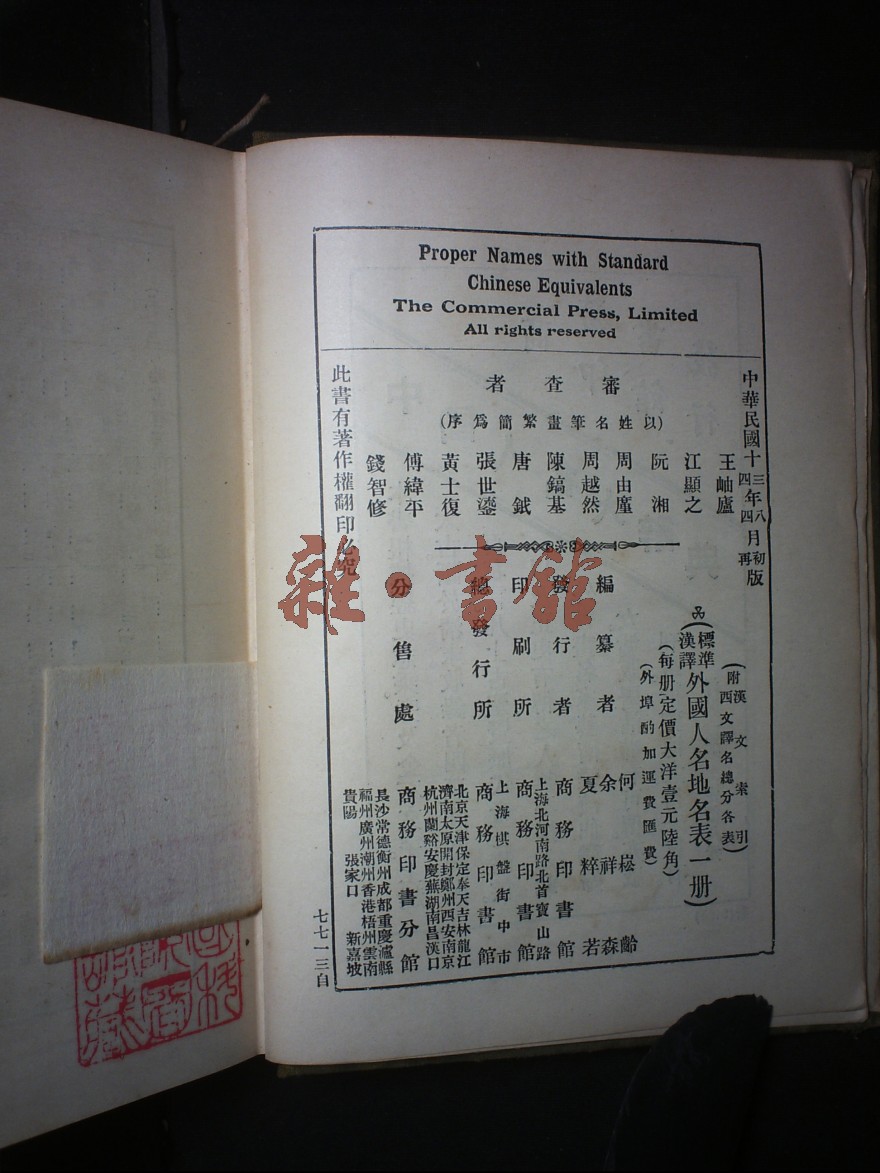 Proper Names with Standard
Chinese Equivalents
The Commercial Press, Limited
All rights reserved
中華民國十三年八月初版
四年四月再版
(附漢文索引
西文譯名總分各表)
(標準漢譯外國人名地名表一册)
(每册定價大洋壹元陸角)
(外埠酌加運費匯費)
審查者
(以姓名筆畫繁簡爲序)
王岫廬
江顯之
阮湘
周由廑
周越然
陳鎬基
唐鉞
張世鎏
黃士復
傅緯平
錢智修
編纂者
何崧齡
余祥森
夏粹若
發行者
商務印書館
印刷所
上海北河南路北首寶山路
商務印書館
總發行所
上海棋盤街中市
商務印書館
分售處
北京天津保定奉天吉林龍江
濟南太原開封鄭州西安南京
杭州蘭谿安慶蕪湖南昌漢口
商務印書分館
長沙常德衡州成都重慶瀘縣
福州廣州潮州香港梧州雲南
貴陽 張家口 新嘉坡
此書有著作權翻印必究
七七一三自
雜·書館